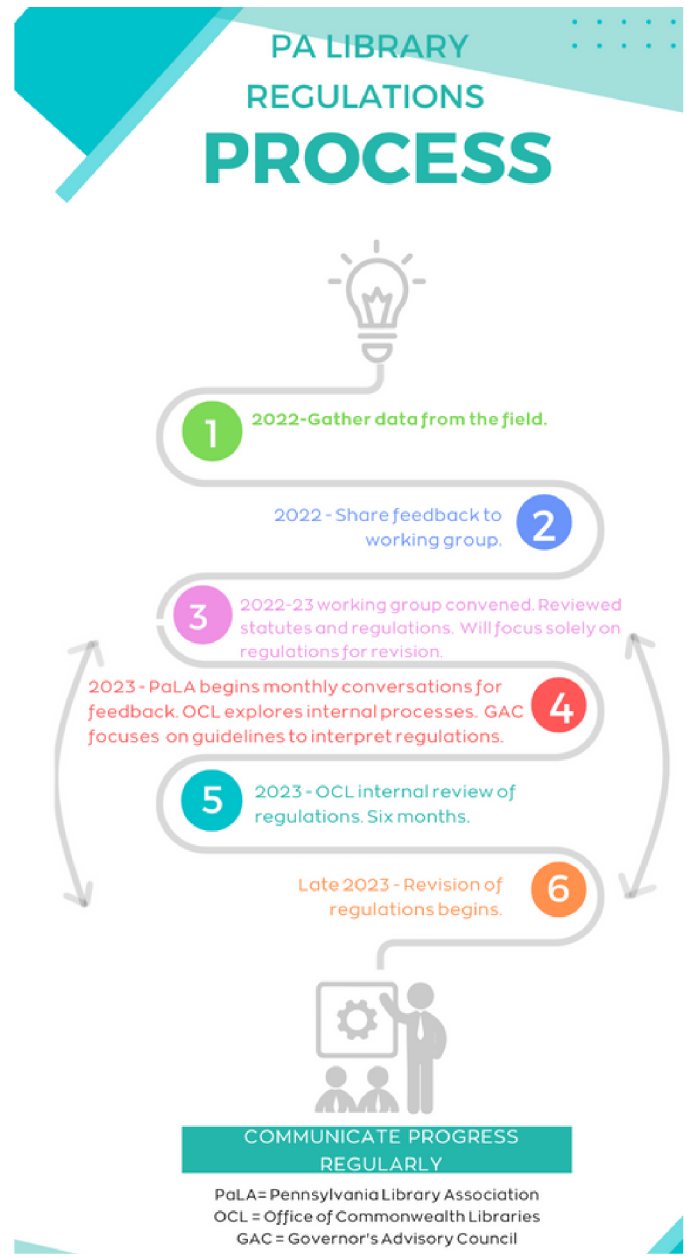 PA LIBRARY
REGULATIONS
PROCESS
1
2022-Gather data from the field.
2022 - Share feedback to
working group.
2
3
2022-23 working group convened. Reviewed
statutes and regulations. Will focus solely on
regulations for revision.
2023 - PaLA begins monthly conversations for
feedback. OCL explores internal processes. GAC
focuses on guidelines to interpret regulations.
4
5
2023 - OCL internal review of
regulations. Six months.
Late 2023 - Revision of
regulations begins.
6
COMMUNICATE PROGRESS
REGULARLY
PaLA= Pennsylvania Library Association
OCL = Office of Commonwealth Libraries
GAC = Governor's Advisory Council